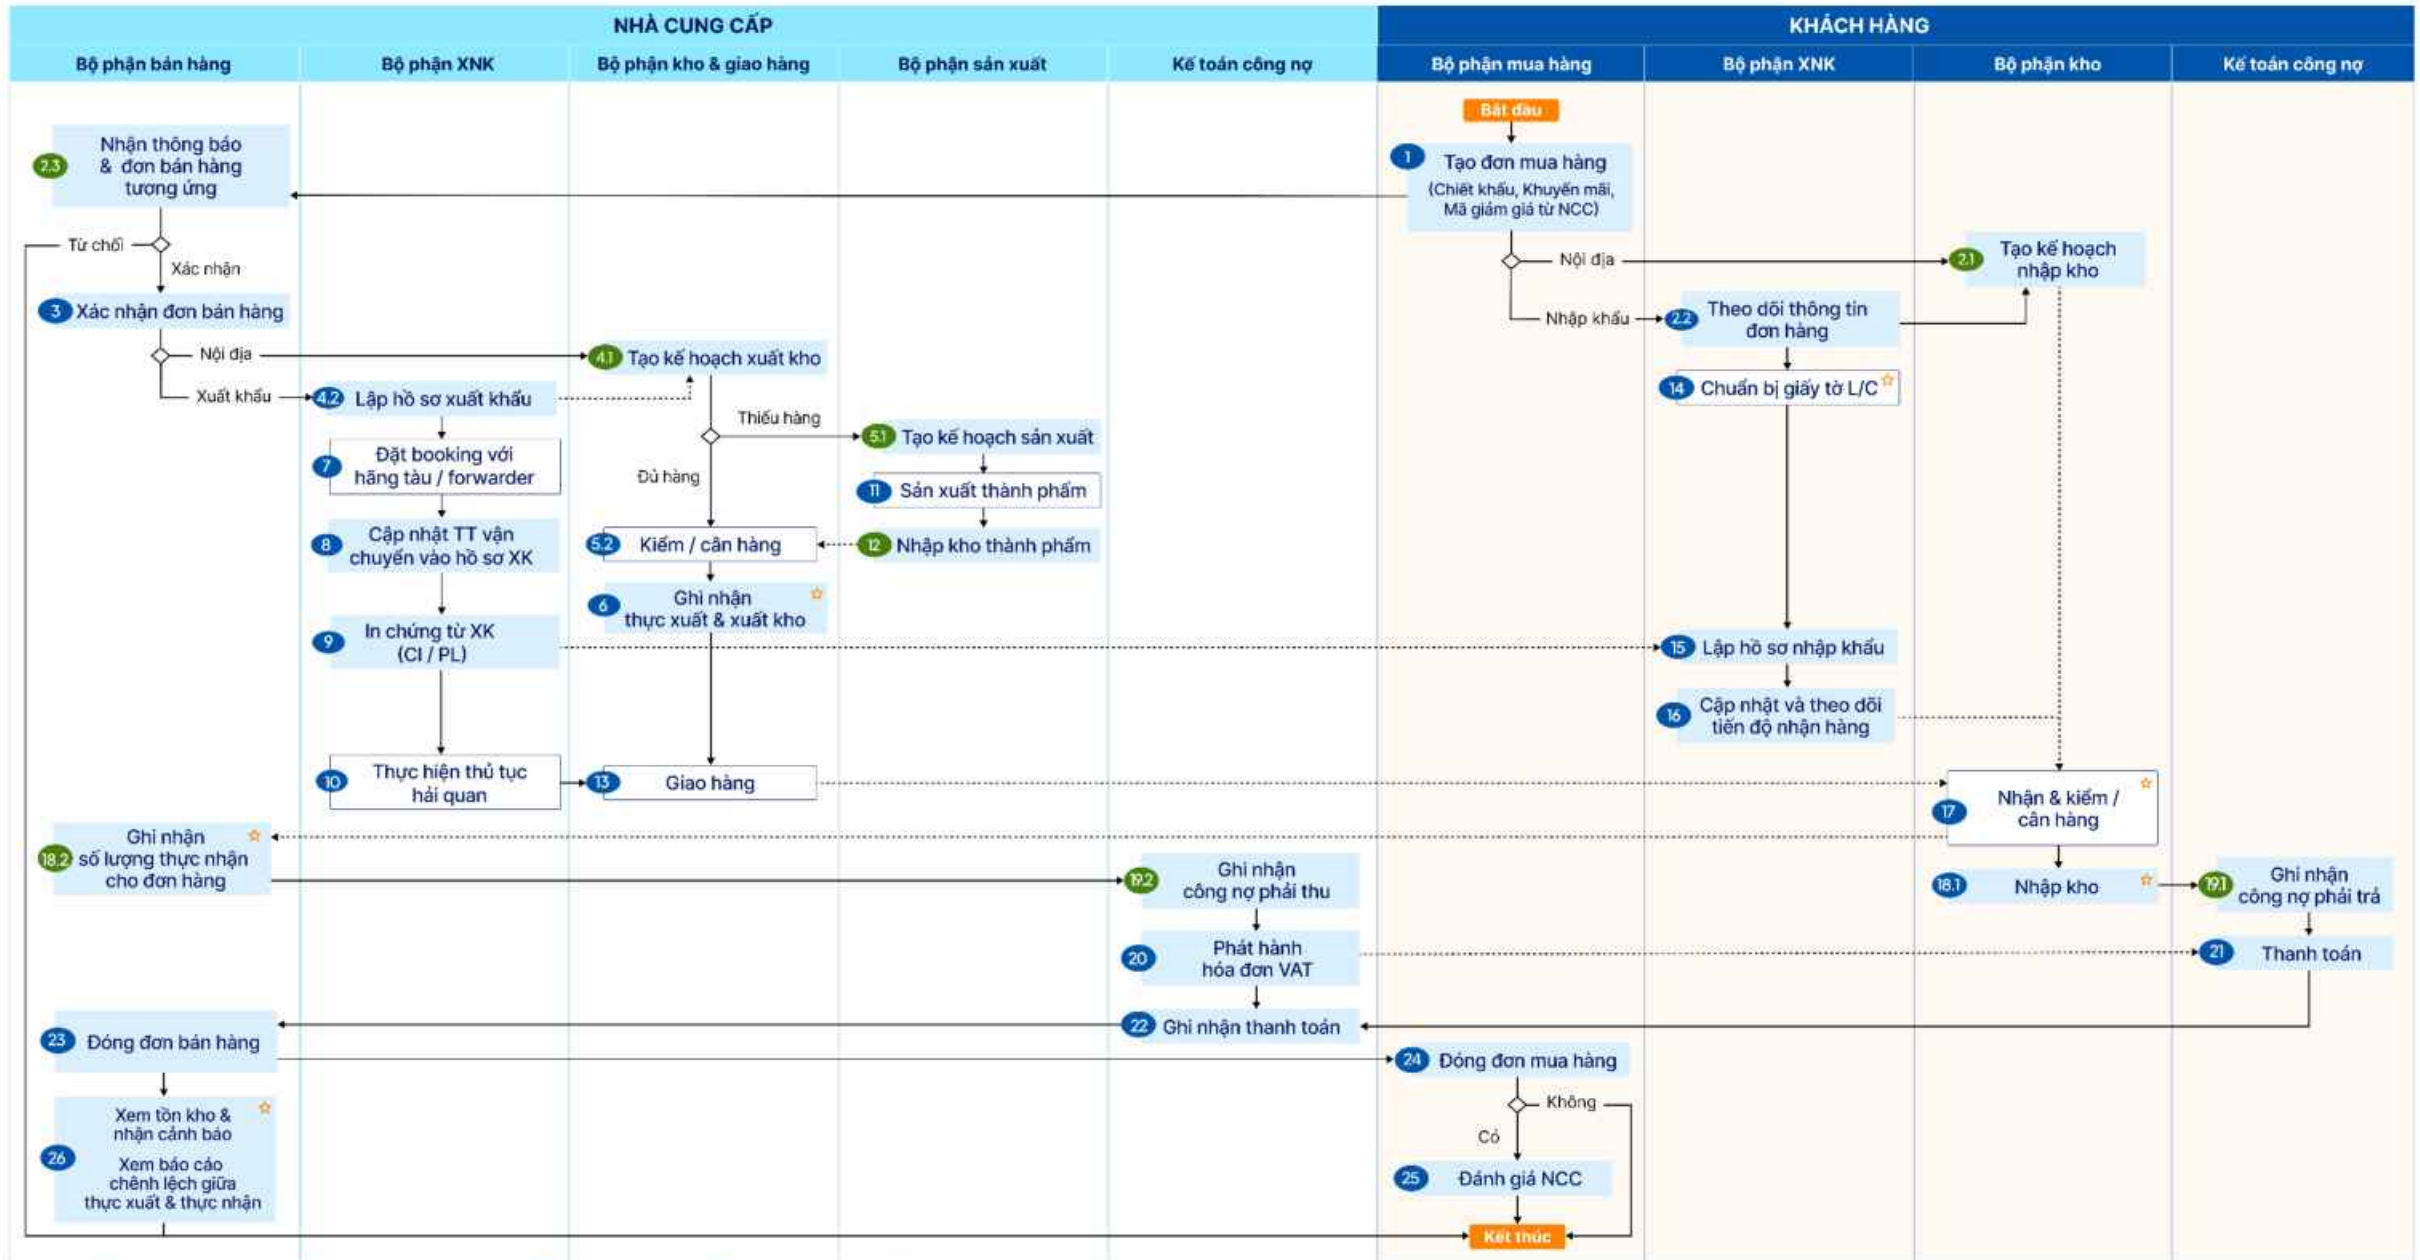 NHÀ CUNG CẤP
KHÁCH HÀNG
Bộ phận bán hàng
Bộ phận XNK
Bộ phận kho & giao hàng
Bộ phận sản xuất
Kế toán công nợ
Bộ phận mua hàng
Bộ phận XNK
Bộ phận kho
Kế toán công nợ
Bắt đầu
2.3
Nhận thông báo
& đơn bán hàng
tương ứng
1
Tạo đơn mua hàng
(Chiết khấu, Khuyến mãi,
Mã giảm giá từ NCC)
Từ chối
Xác nhận
Nội địa
2.1
Tạo kế hoạch
nhập kho
3
Xác nhận đơn bán hàng
Nhập khẩu
2.2
Theo dõi thông tin
đơn hàng
Nội địa
4.1
Tạo kế hoạch xuất kho
Xuất khẩu
4.2
Lập hồ sơ xuất khẩu
14
Chuẩn bị giấy tờ L/C
Thiếu hàng
5.1
Tạo kế hoạch sản xuất
7
Đặt booking với
hãng tàu / forwarder
Đủ hàng
11
Sản xuất thành phẩm
8
Cập nhật TT vận
chuyển vào hồ sơ XK
5.2
Kiểm / cân hàng
12
Nhập kho thành phẩm
6
Ghi nhận
thực xuất & xuất kho
9
In chứng từ XK
(CI / PL)
15
Lập hồ sơ nhập khẩu
16
Cập nhật và theo dõi
tiến độ nhận hàng
10
Thực hiện thủ tục
hải quan
13
Giao hàng
17
Nhận & kiểm /
cân hàng
18.2
Ghi nhận
số lượng thực nhận
cho đơn hàng
19.2
Ghi nhận
công nợ phải thu
18.1
Nhập kho
19.1
Ghi nhận
công nợ phải trả
20
Phát hành
hóa đơn VAT
21
Thanh toán
22
Ghi nhận thanh toán
23
Đóng đơn bán hàng
24
Đóng đơn mua hàng
Không
Có
26
Xem tồn kho &
nhận cảnh báo
Xem báo cáo
chênh lệch giữa
thực xuất & thực nhận
25
Đánh giá NCC
Kết thúc